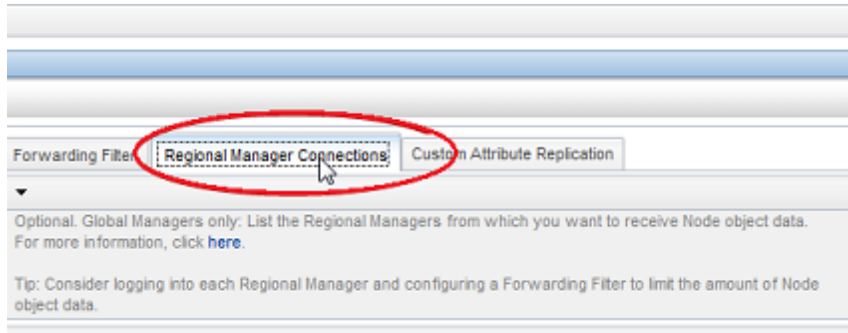 Forwarding Filter Regional Manager Connections Custom Attribute Replication
Optional. Global Managers only: List the Regional Managers from which you want to receive Node object data.
For more information, click here.
Tip: Consider logging into each Regional Manager and configuring a Forwarding Filter to limit the amount of Node
object data.